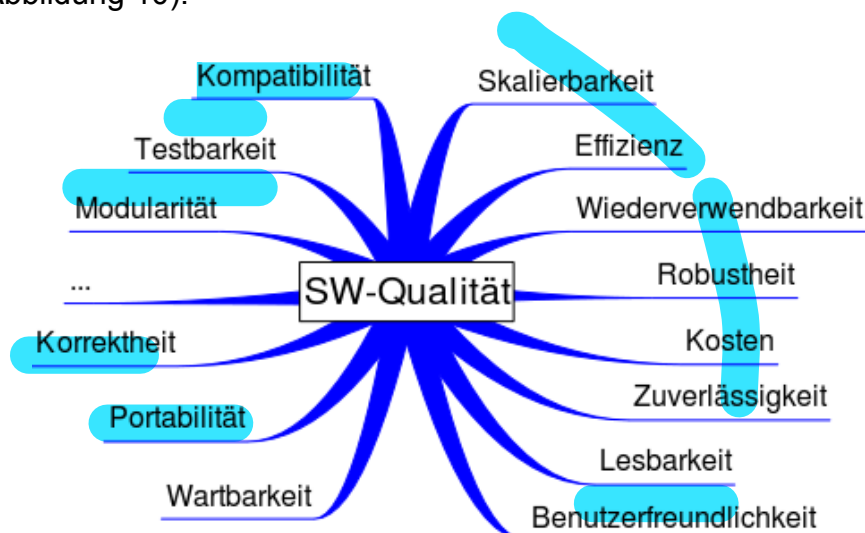 Abbildung 10).
Kompatibilität
Testbarkeit
Modularität
...
Korrektheit
Portabilität
Wartbarkeit
SW-Qualität
Skalierbarkeit
Effizienz
Wiederverwendbarkeit
Robustheit
Kosten
Zuverlässigkeit
Lesbarkeit
Benutzerfreundlichkeit